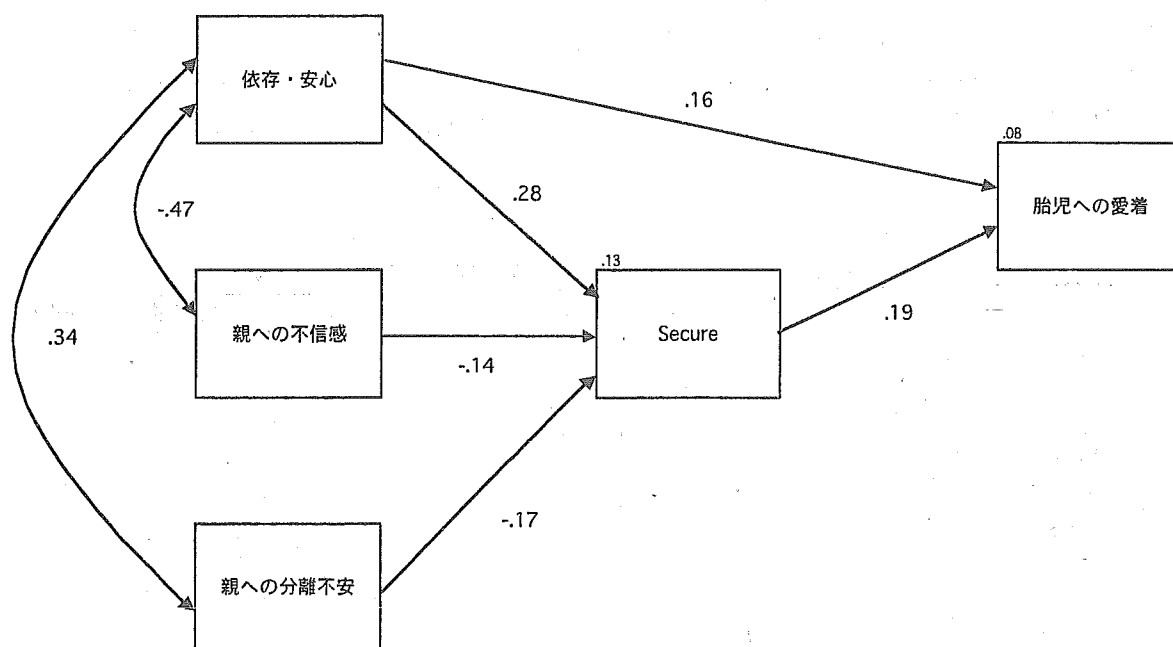 依存・安心
.16
.08
-.47
.28
胎児への愛着
.13
.34
親への不信感
Secure
.19
-.14
-.17
親への分離不安